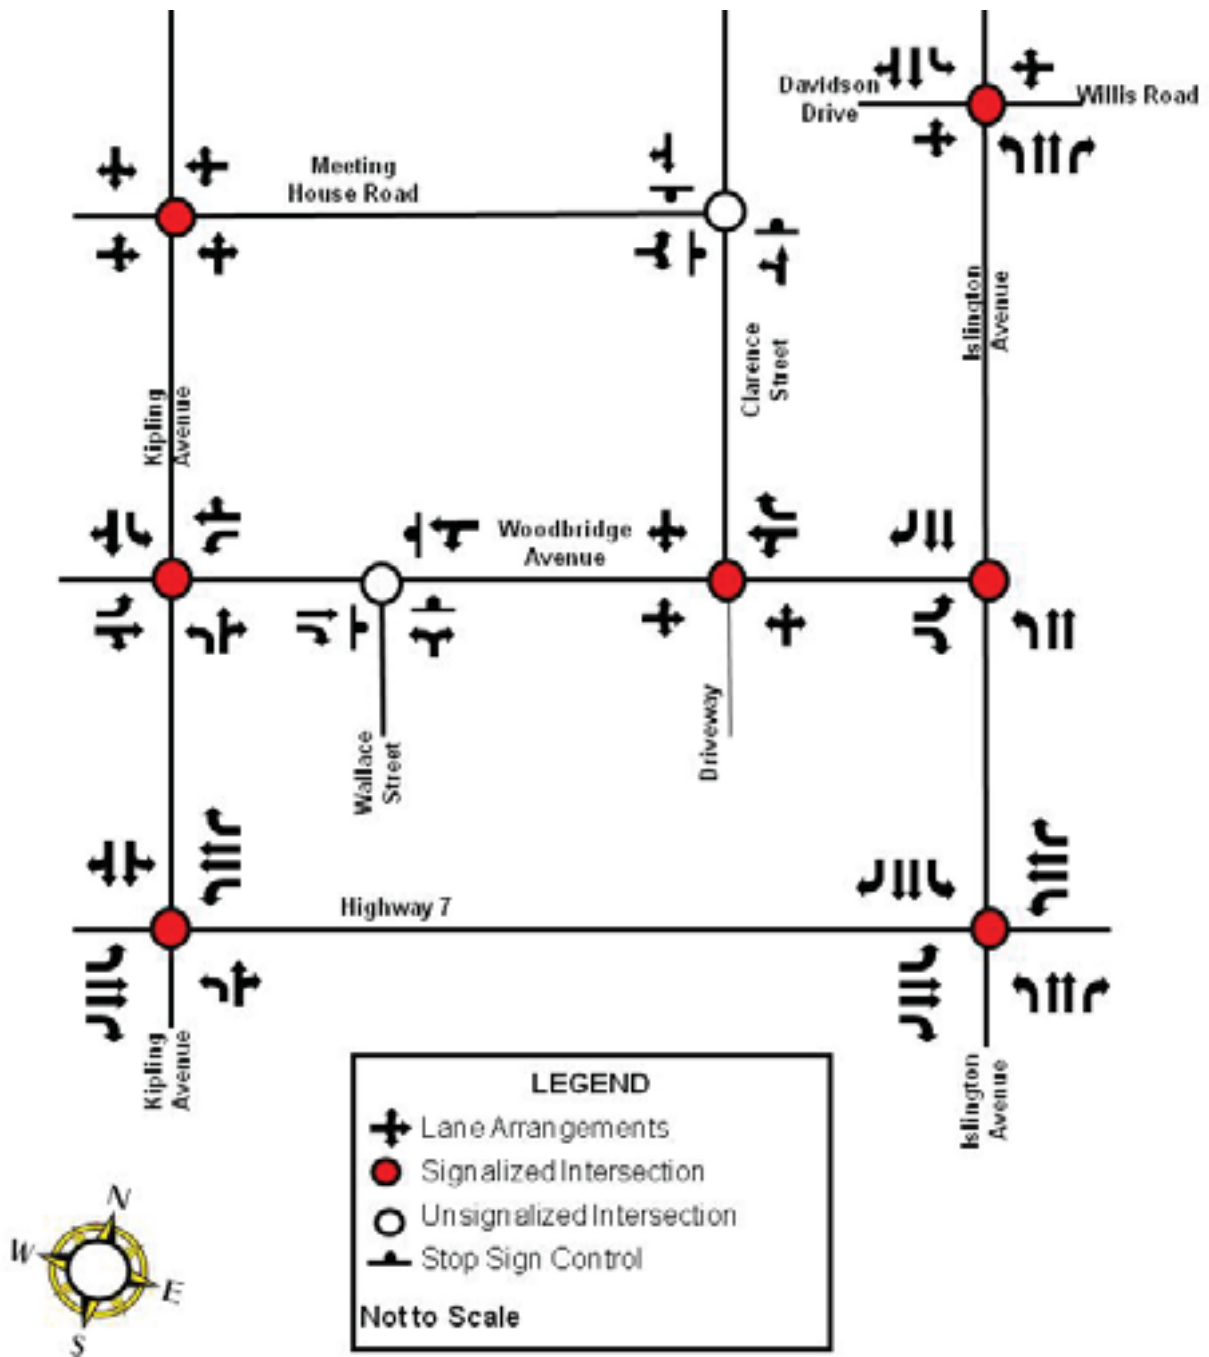 Davidson
Drive
Willis Road
Meeting
House Road
Islington
Avenue
Clarence
Street
Kipling
Avenue
Woodbridge
Avenue
Wallace
Street
Driveway
Highway 7
Kipling
Avenue
Islington
Avenue
LEGEND
Lane Arrangements
Signalized Intersection
Unsignalized Intersection
Stop Sign Control
Not to Scale
N
W
E
S